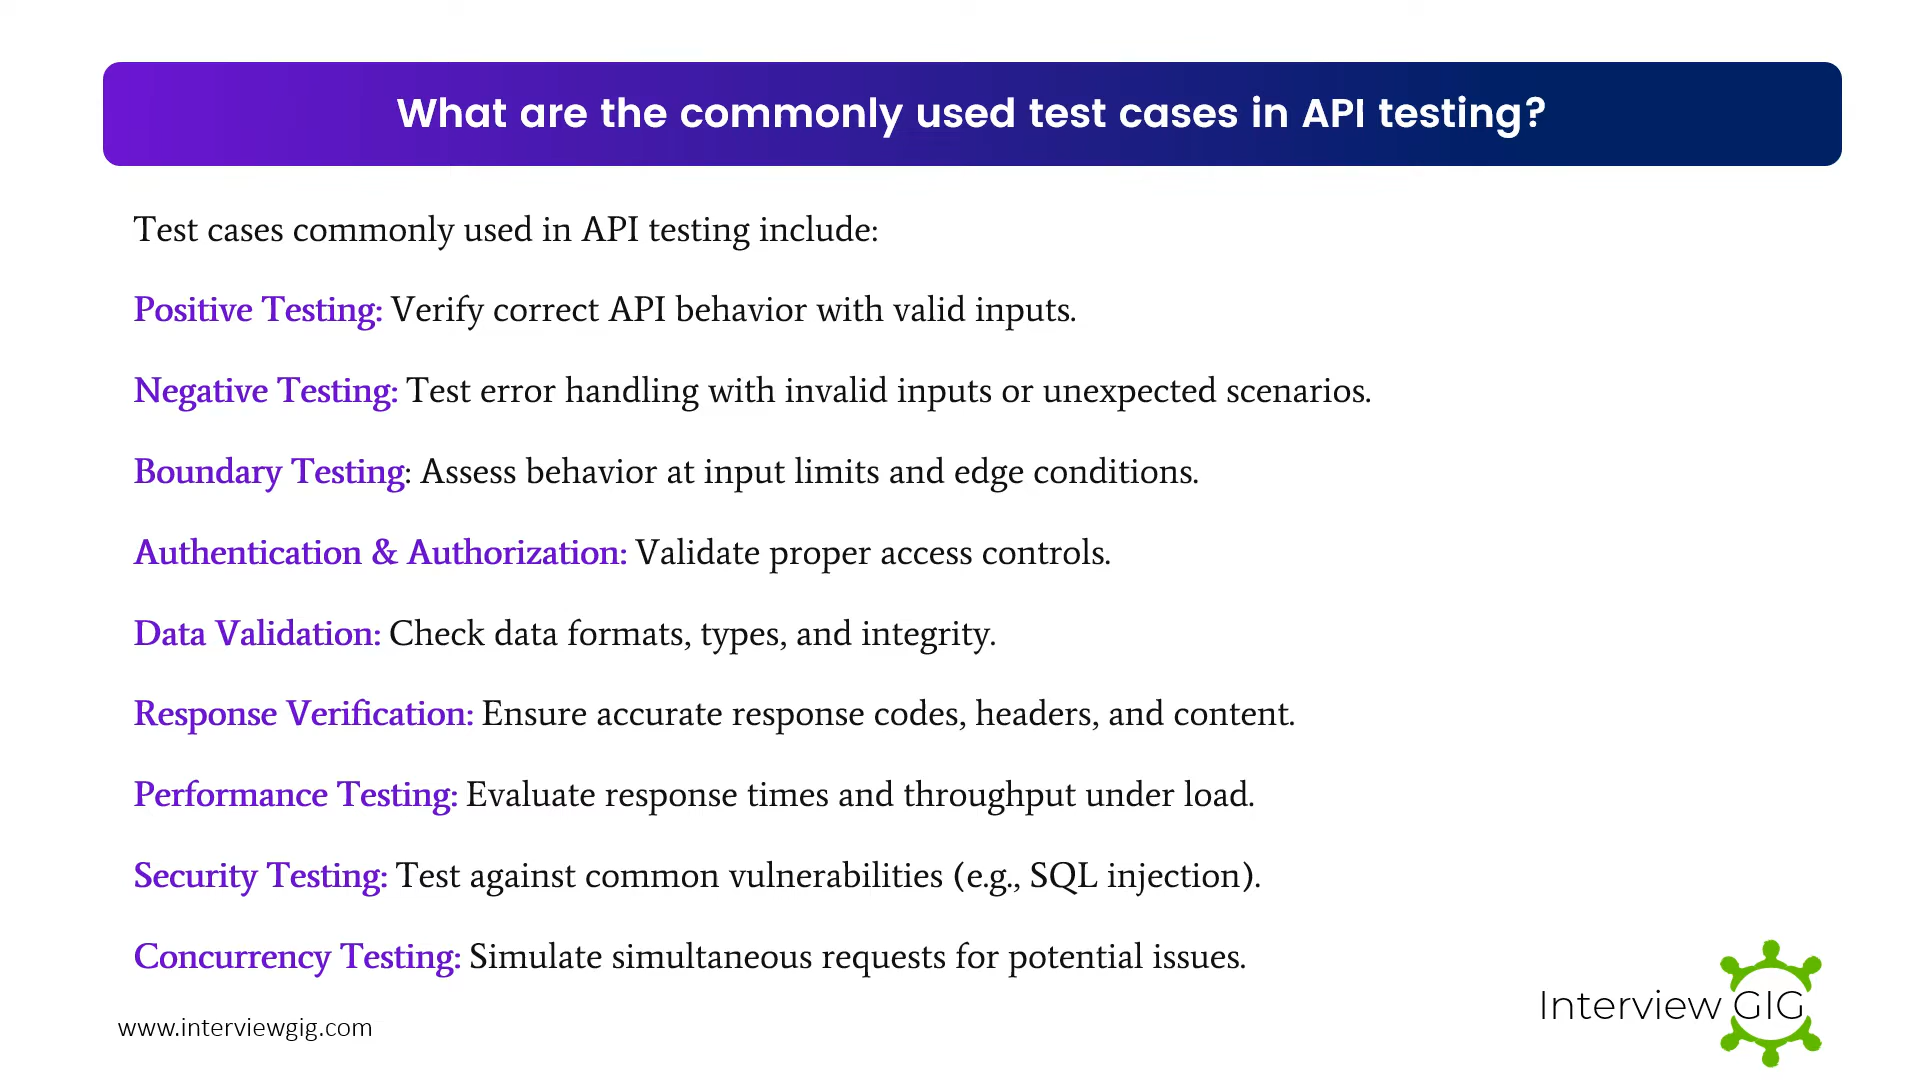 What are the commonly used test cases in API testing?
Test cases commonly used in API testing include:
Positive Testing: Verify correct API behavior with valid inputs.
Negative Testing: Test error handling with invalid inputs or unexpected scenarios.
Boundary Testing: Assess behavior at input limits and edge conditions.
Authentication & Authorization: Validate proper access controls.
Data Validation: Check data formats, types, and integrity.
Response Verification: Ensure accurate response codes, headers, and content.
Performance Testing: Evaluate response times and throughput under load.
Security Testing: Test against common vulnerabilities (e.g., SQL injection).
Concurrency Testing: Simulate simultaneous requests for potential issues.
www.interviewgig.com
Interview GIG